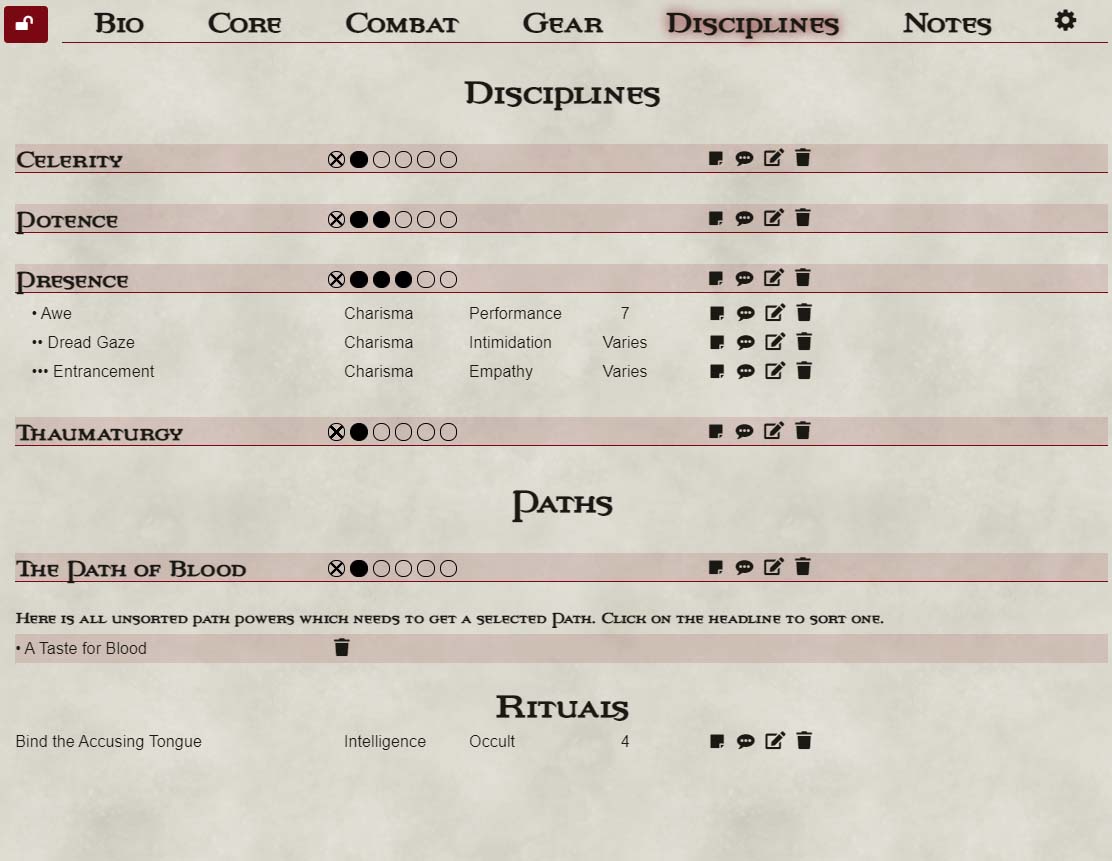 Bio Core Combat Gear Disciplines Notes
Disciplines
Celerity
Potence
Presence
• Awe Charisma Performance 7
•• Dread Gaze Charisma Intimidation Varies
••• Entrancement Charisma Empathy Varies
Thaumaturgy
Paths
The Path of Blood
Here is all unsorted path powers which needs to get a selected Path. Click on the headline to sort one.
• A Taste for Blood
Rituals
Bind the Accusing Tongue Intelligence Occult 4